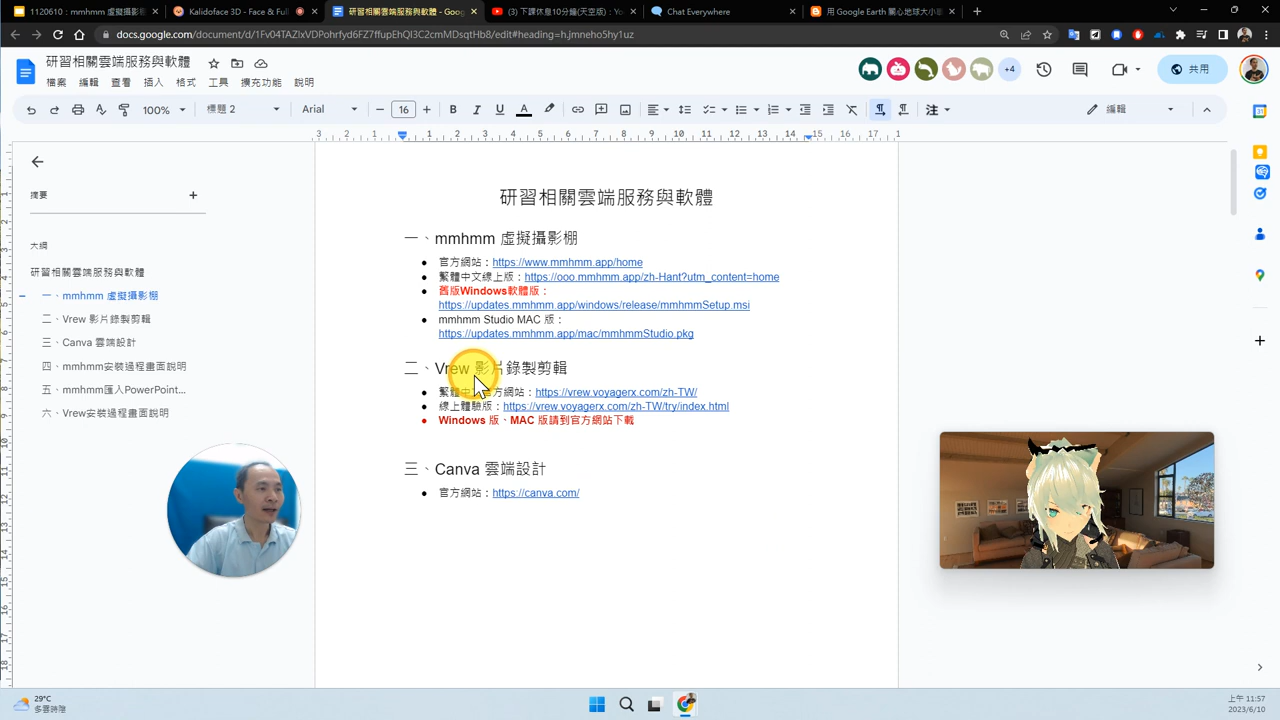 1120610：mmhmm 虛擬攝影棚
Kalidoface 3D - Face & Full
研習相關雲端服務與軟體 - Goog
(3) 下課休息10分鐘(天空版) : Yo
Chat Everywhere
用 Google Earth 關心地球大小
docs.google.com/document/d/1Fv04TAZlxVDPohrfyd6FZ7ffupEhQI3C2cmMDsqtHb8/edit#heading=h.jmneho5hy1uz
研習相關雲端服務與軟體
檔案 編輯 查看 插入 格式 工具 擴充功能 說明
+4
共用
100% 標題 2 Arial 16 編輯
摘要
大綱
研習相關雲端服務與軟體
一、mmhmm 虛擬攝影棚
二、Vrew 影片錄製剪輯
三、Canva 雲端設計
四、mmhmm安裝過程畫面說明
五、mmhmm匯入PowerPoint...
六、Vrew安裝過程畫面說明
研習相關雲端服務與軟體
一、mmhmm 虛擬攝影棚
官方網站：https://www.mmhmm.app/home
繁體中文線上版：https://ooo.mmhmm.app/zh-Hant?utm_content=home
舊版Windows軟體版：
https://updates.mmhmm.app/windows/release/mmhmmSetup.msi
mmhmm Studio MAC 版：
https://updates.mmhmm.app/mac/mmhmmStudio.pkg
二、Vrew 影片錄製剪輯
繁體中文官方網站：https://vrew.voyagerx.com/zh-TW/
線上體驗版：https://vrew.voyagerx.com/zh-TW/try/index.html
Windows 版、MAC 版請到官方網站下載
三、Canva 雲端設計
官方網站：https://canva.com/
29°C
多雲時陰
上午 11:57
2023/6/10